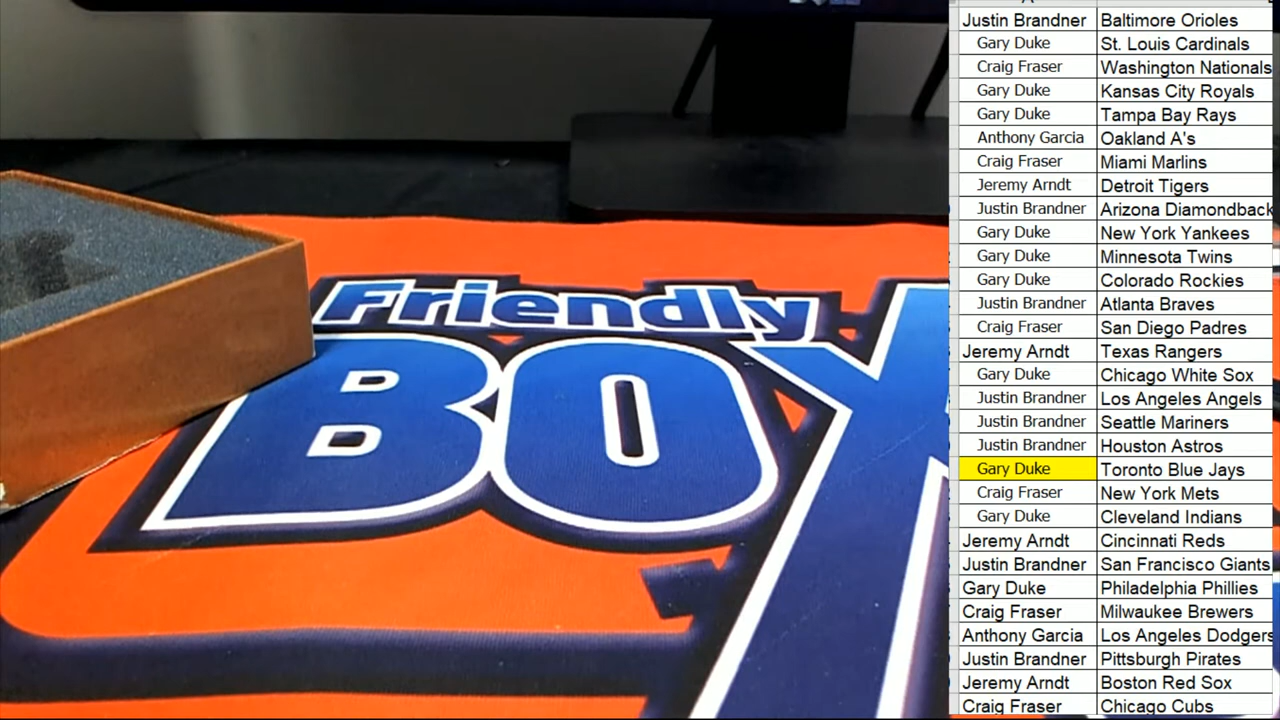 Friendly
BO
Justin Brandner Baltimore Orioles
Gary Duke St. Louis Cardinals
Craig Fraser Washington Nationals
Gary Duke Kansas City Royals
Gary Duke Tampa Bay Rays
Anthony Garcia Oakland A's
Craig Fraser Miami Marlins
Jeremy Arndt Detroit Tigers
Justin Brandner Arizona Diamondback
Gary Duke New York Yankees
Gary Duke Minnesota Twins
Gary Duke Colorado Rockies
Justin Brandner Atlanta Braves
Craig Fraser San Diego Padres
Jeremy Arndt Texas Rangers
Gary Duke Chicago White Sox
Justin Brandner Los Angeles Angels
Justin Brandner Seattle Mariners
Justin Brandner Houston Astros
Gary Duke Toronto Blue Jays
Craig Fraser New York Mets
Gary Duke Cleveland Indians
Jeremy Arndt Cincinnati Reds
Justin Brandner San Francisco Giants
Gary Duke Philadelphia Phillies
Craig Fraser Milwaukee Brewers
Anthony Garcia Los Angeles Dodgers
Justin Brandner Pittsburgh Pirates
Jeremy Arndt Boston Red Sox
Craig Fraser Chicago Cubs